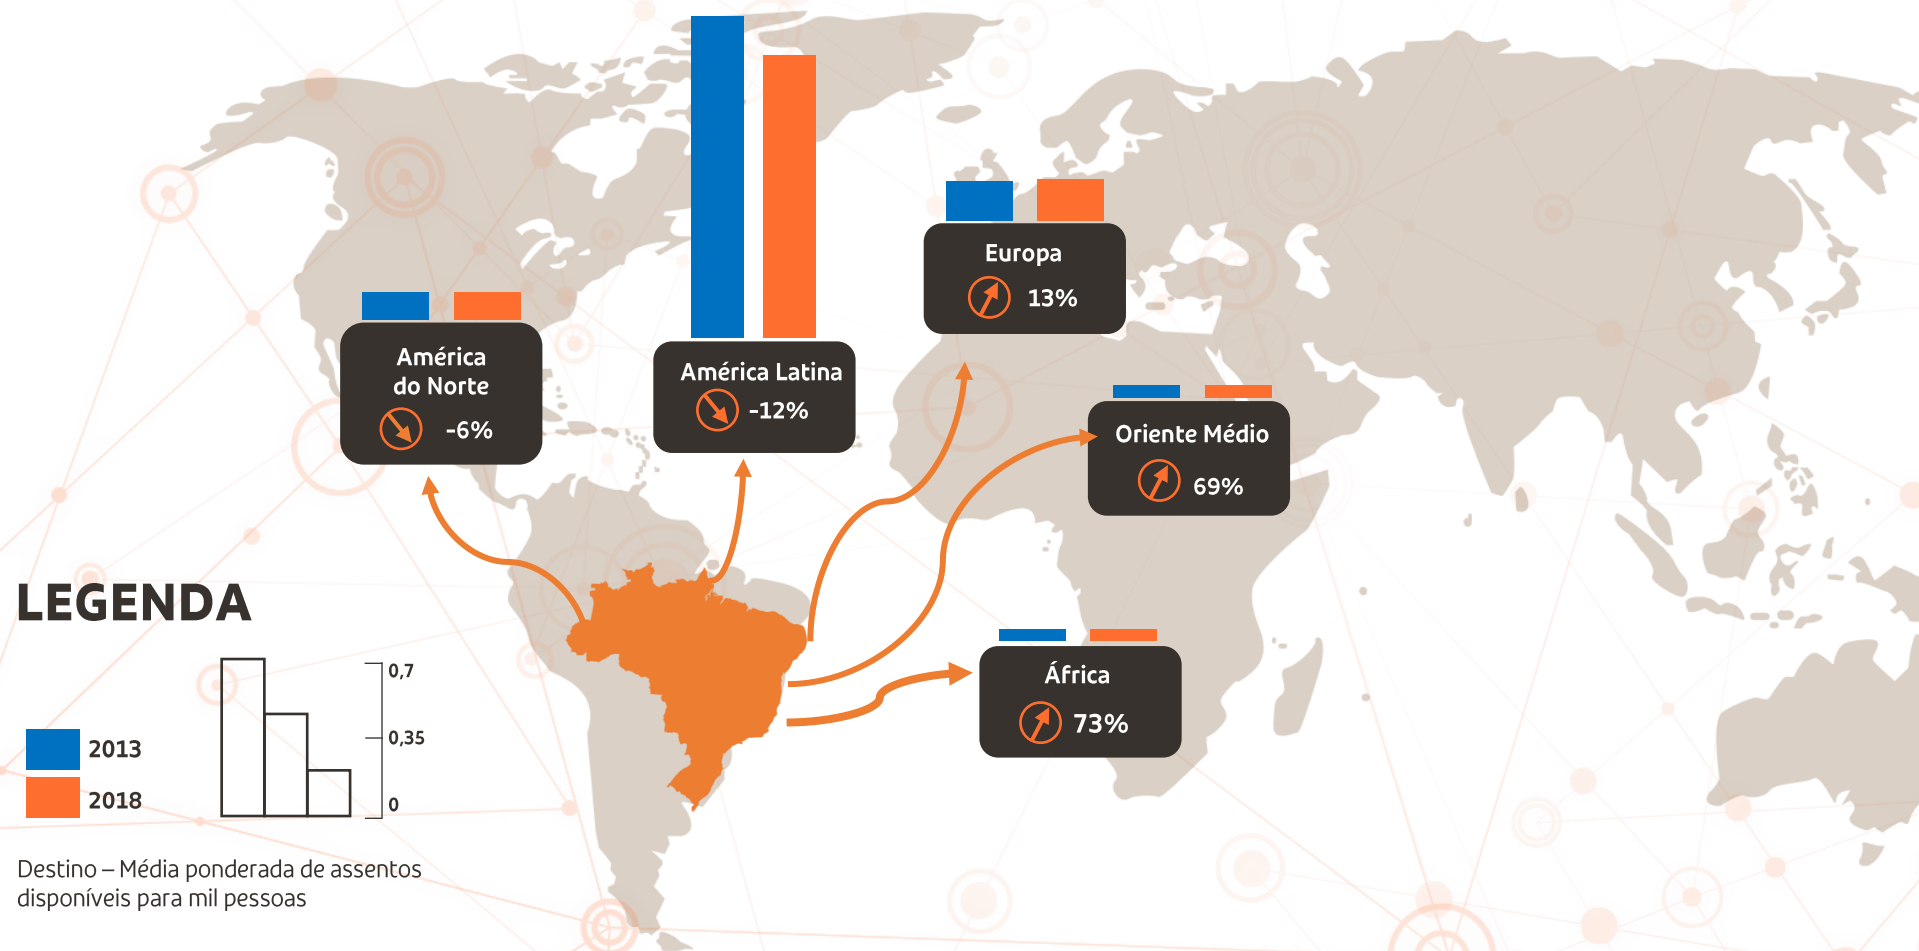 América
do Norte
-6%
América Latina
-12%
Europa
13%
Oriente Médio
69%
África
73%
LEGENDA
2013
2018
0,7
0,35
0
Destino – Média ponderada de assentos
disponíveis para mil pessoas